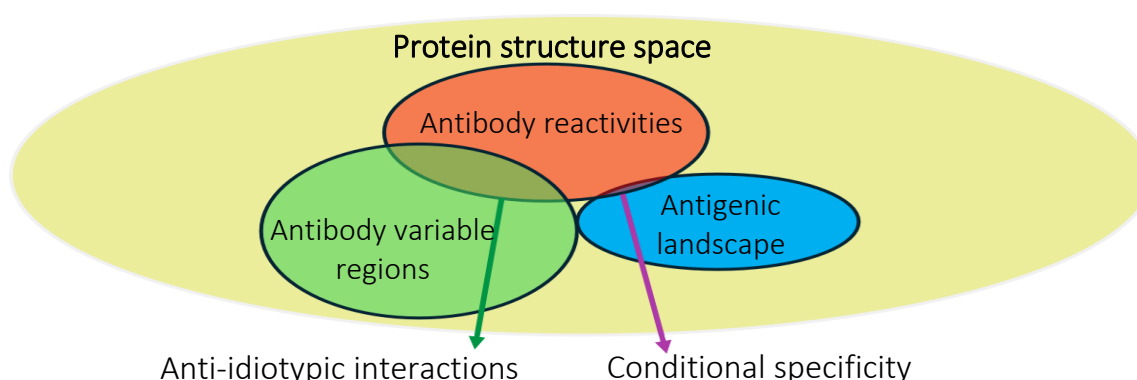 Protein structure space
Antibody reactivities
Antibody variable
regions
Antigenic
landscape
Anti-idiotypic interactions
Conditional specificity